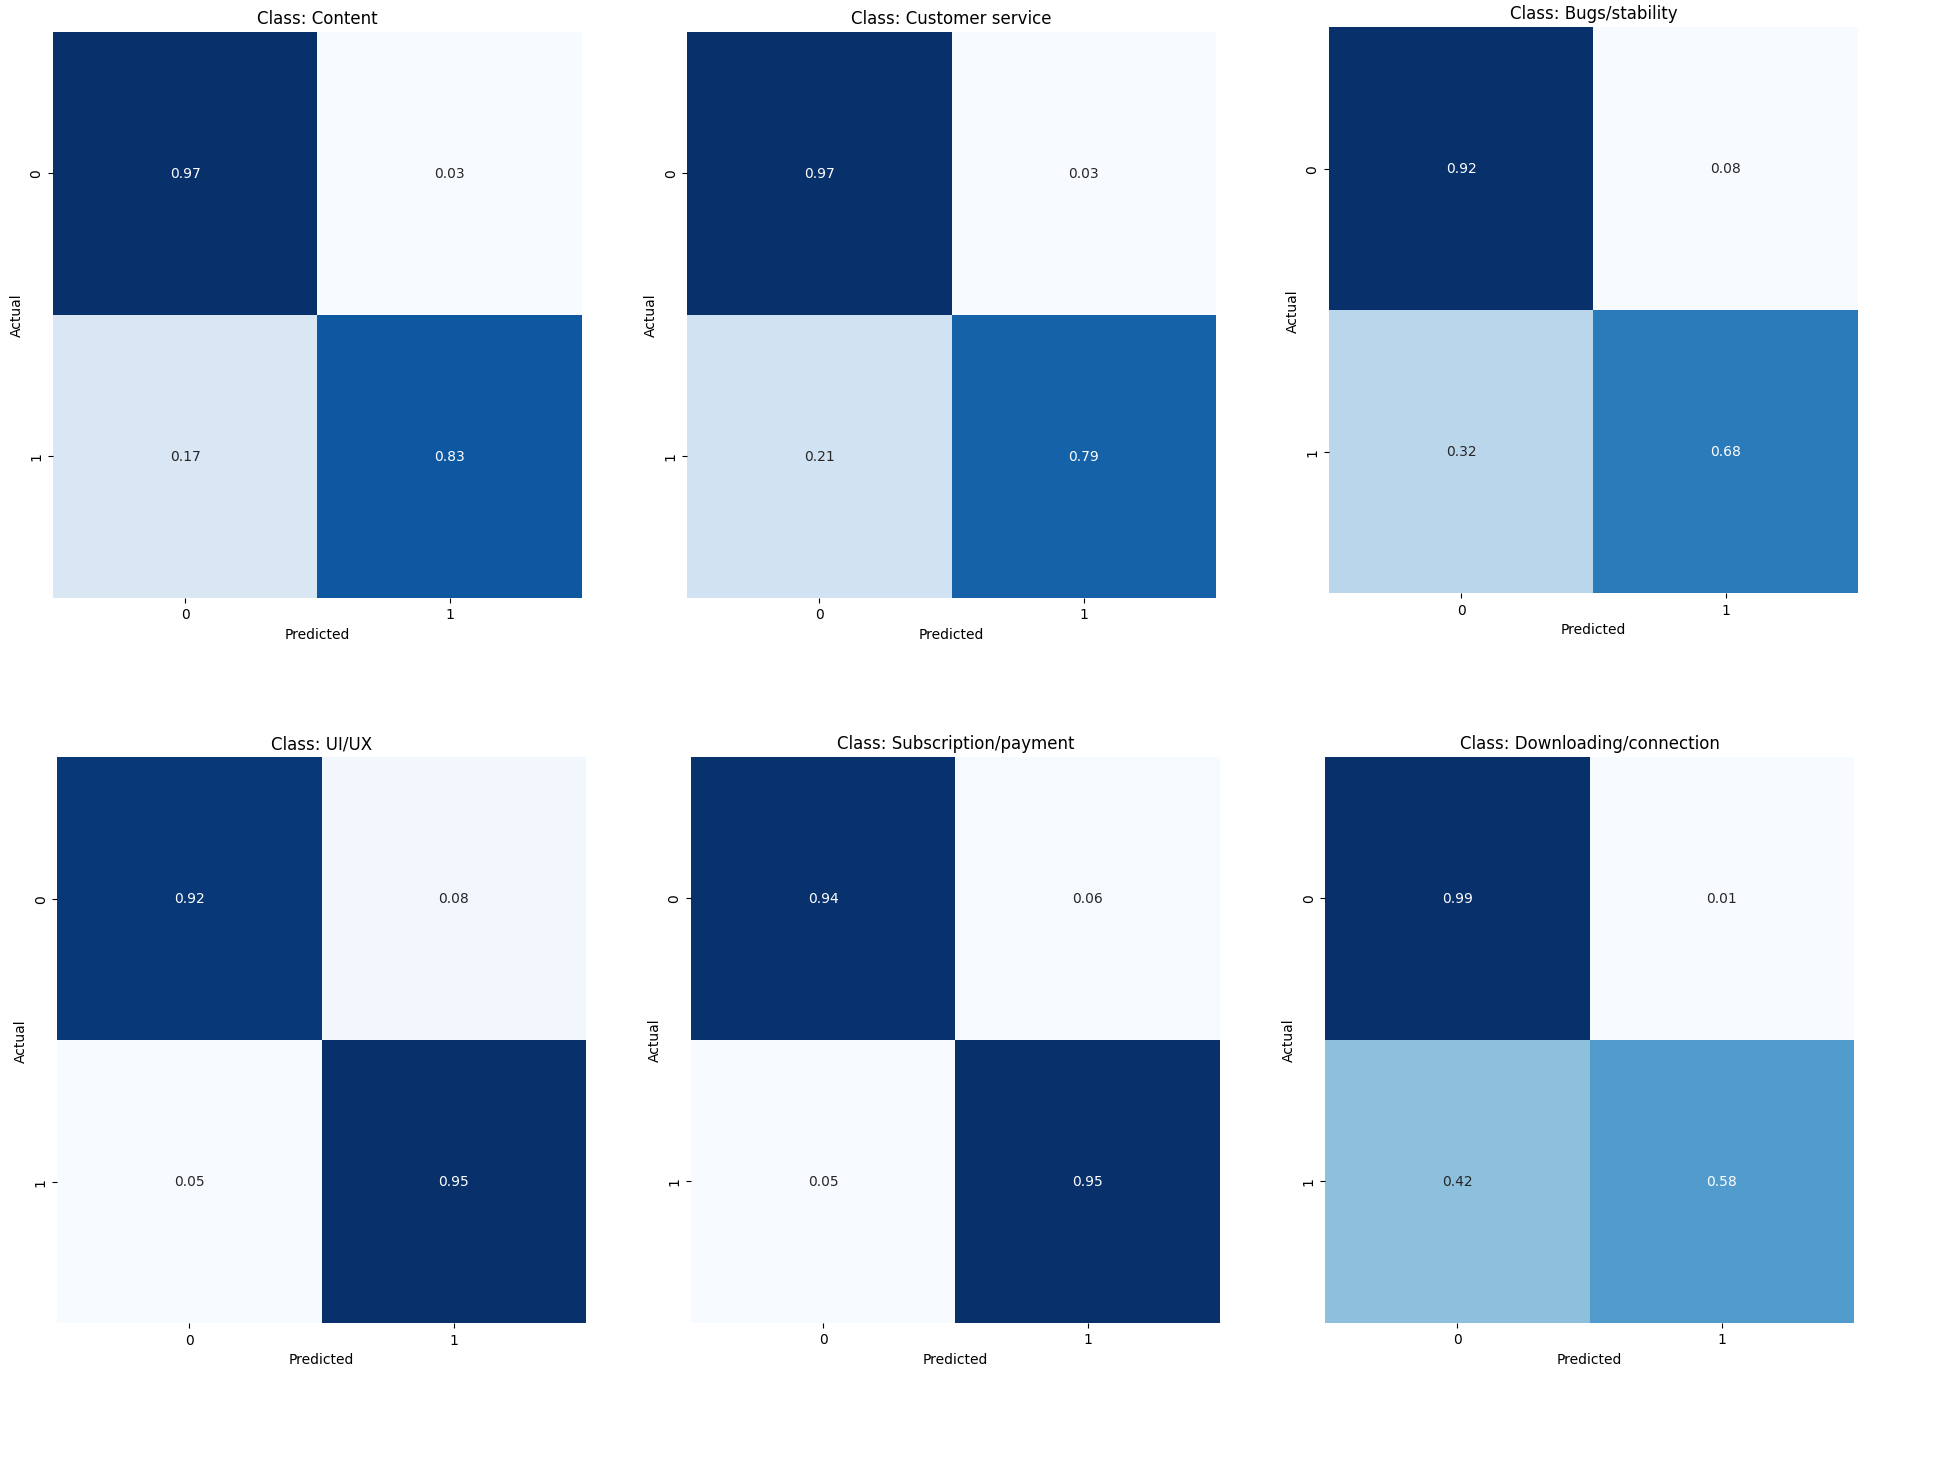 Class: Content
0.97
0.03
0.17
0.83
0
1
Actual
0
1
Predicted
Class: Customer service
0.97
0.03
0.21
0.79
0
1
Actual
0
1
Predicted
Class: Bugs/stability
0.92
0.08
0.32
0.68
0
1
Actual
0
1
Predicted
Class: UI/UX
0.92
0.08
0.05
0.95
0
1
Actual
0
1
Predicted
Class: Subscription/payment
0.94
0.06
0.05
0.95
0
1
Actual
0
1
Predicted
Class: Downloading/connection
0.99
0.01
0.42
0.58
0
1
Actual
0
1
Predicted